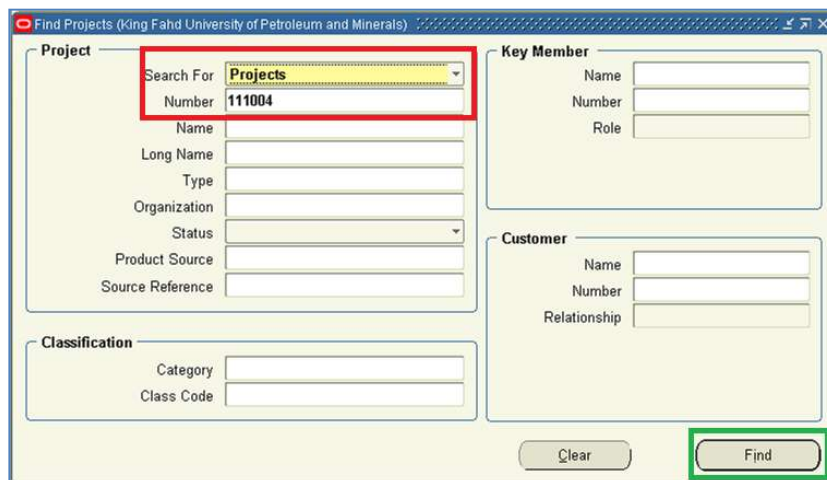 Find Projects (King Fahd University of Petroleum and Minerals)
Project
Search For Projects
Number 111004
Name
Long Name
Type
Organization
Status
Product Source
Source Reference
Classification
Category
Class Code
Key Member
Name
Number
Role
Customer
Name
Number
Relationship
Clear
Find